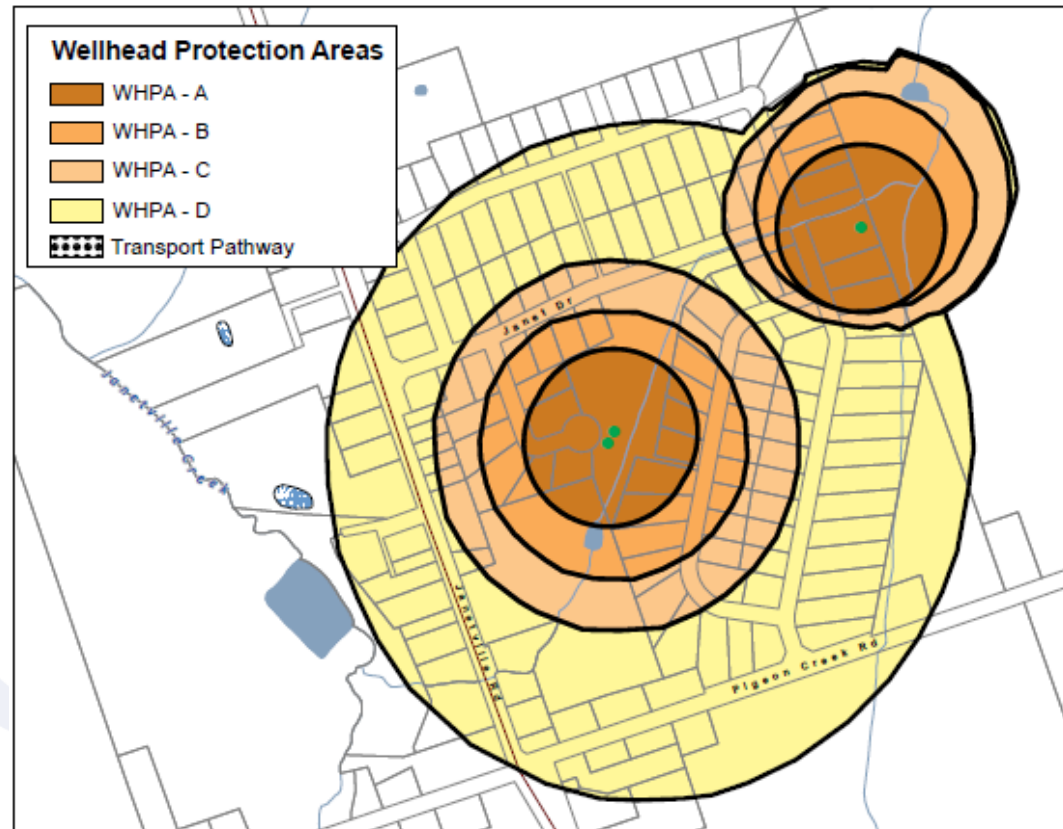 Wellhead Protection Areas
WHPA - A
WHPA - B
WHPA - C
WHPA - D
Transport Pathway
Janet Dr
Janetville Creek
Janetville Rd
Pigeon Creek Rd